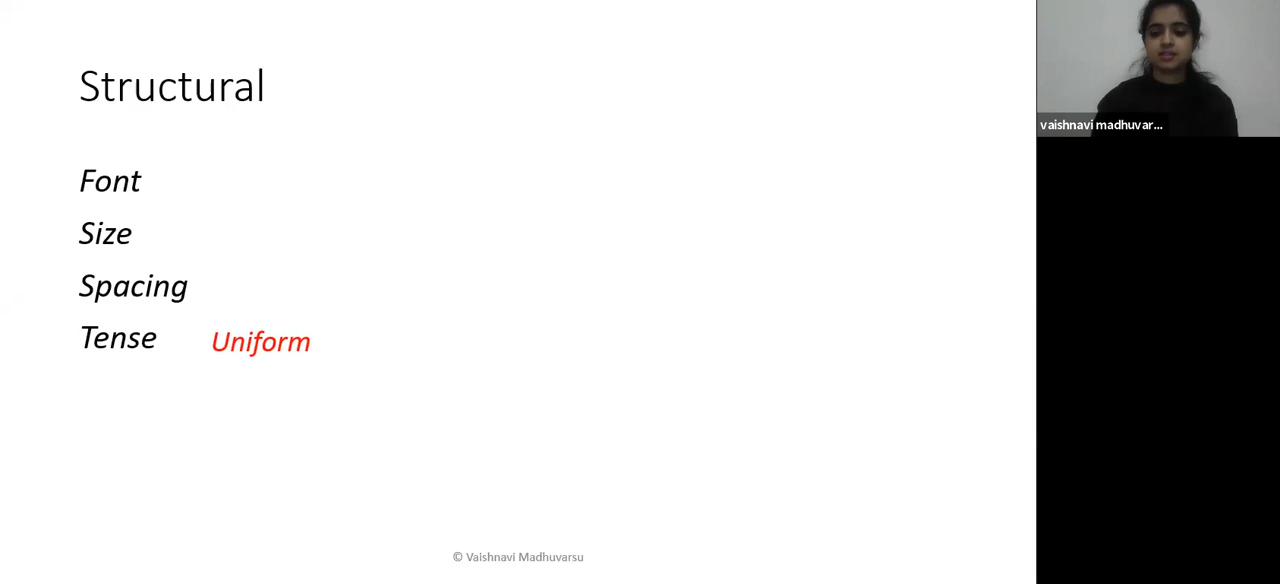 Structural
Font
Size
Spacing
Tense Uniform
© Vaishnavi Madhuvarsu
vaishnavi madhuvar...